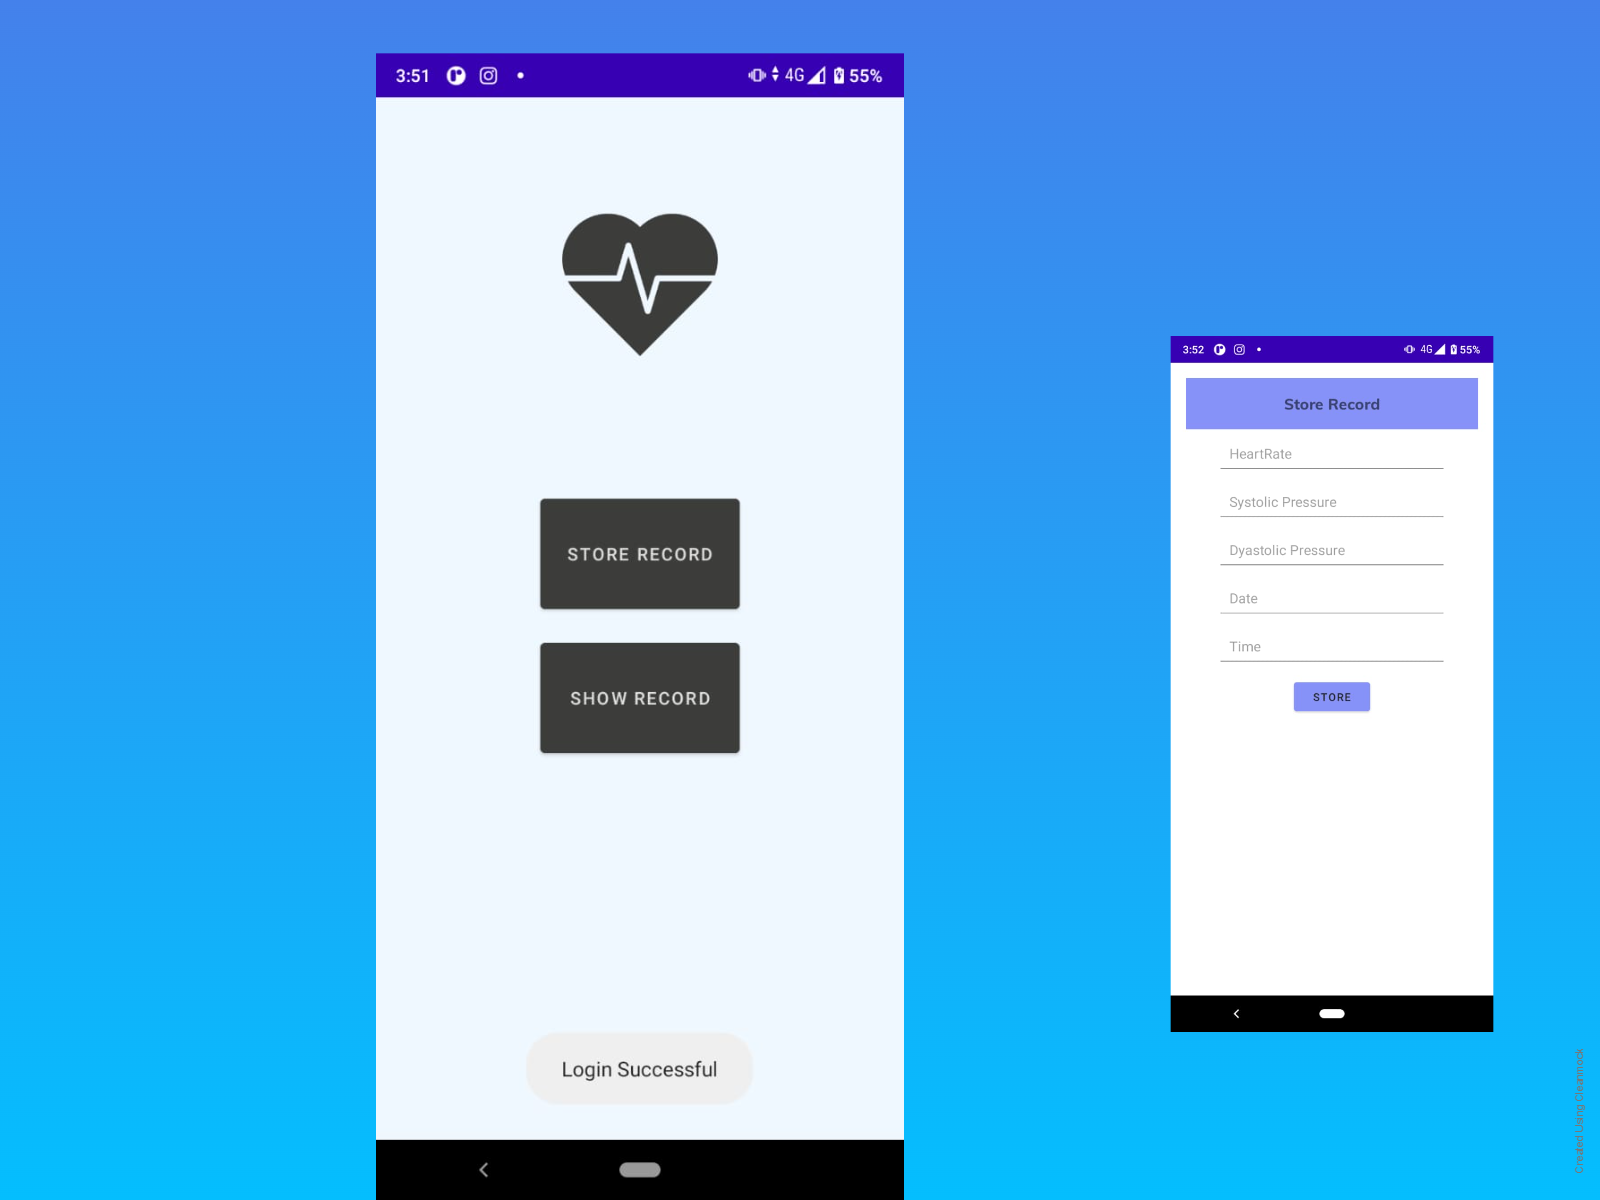 3:51
4G
55%
STORE RECORD
SHOW RECORD
Login Successful
3:52
4G
55%
Store Record
HeartRate
Systolic Pressure
Dyastolic Pressure
Date
Time
STORE
Created Using